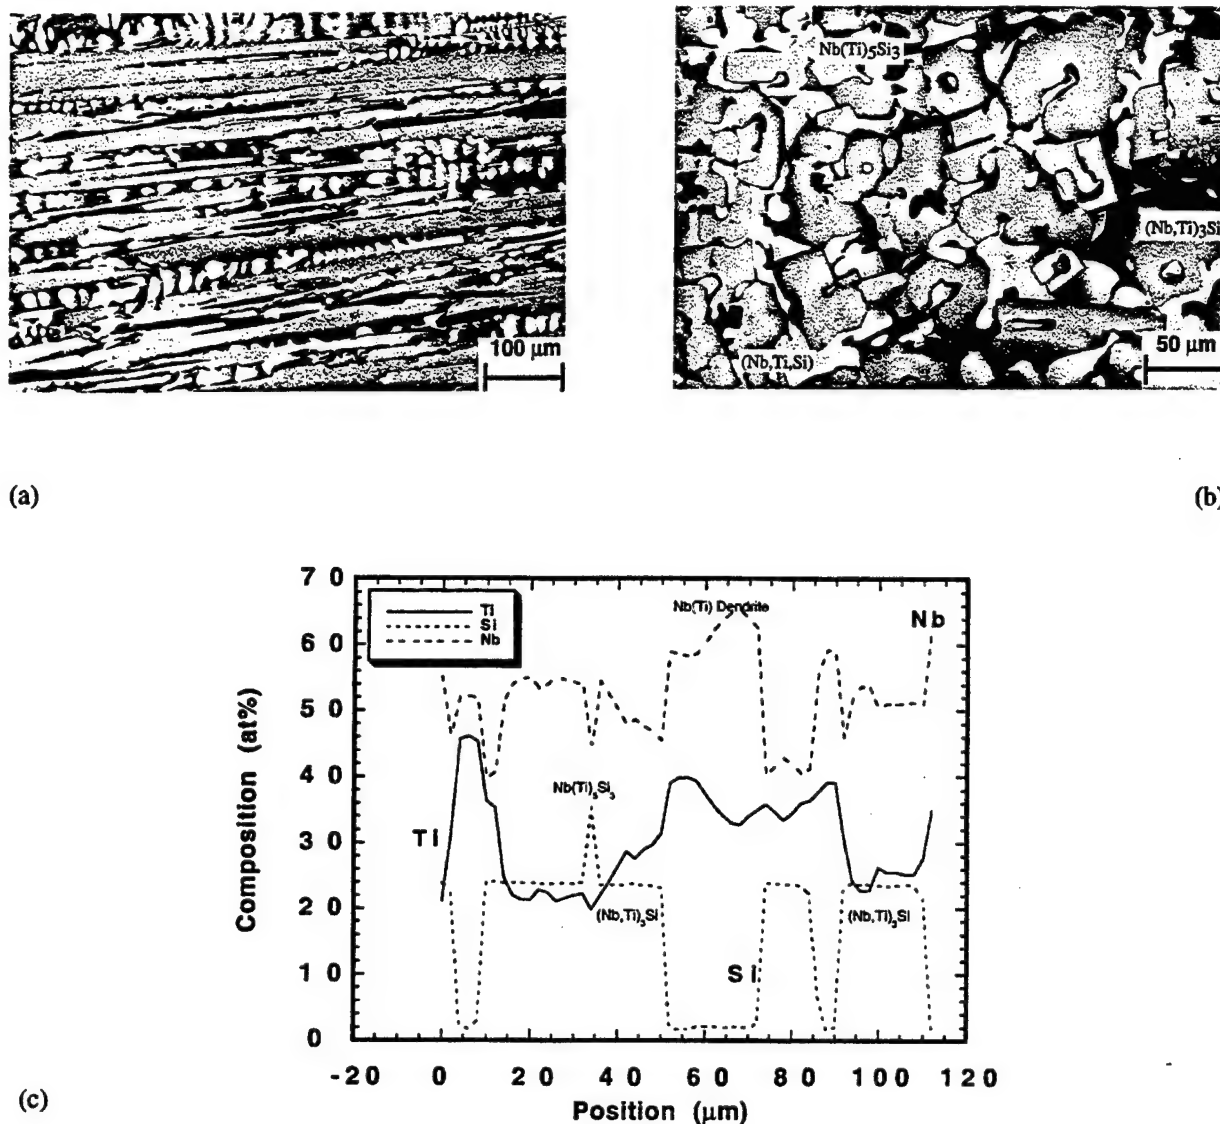 100 μm
Nb(Ti)5Si3
(Nb,Ti)3Si
(Nb,Ti,Si)
50 μm
(a)
(b)
70
60
50
40
30
20
10
0
Composition (at%)
Ti
Si
Nb
Nb(Ti) Dendrite
Nb
Nb(Ti)5Si3
Ti
(Nb,Ti)3Si
(Nb,Ti)3Si
Si
-20 0 20 40 60 80 100 120
Position (μm)
(c)